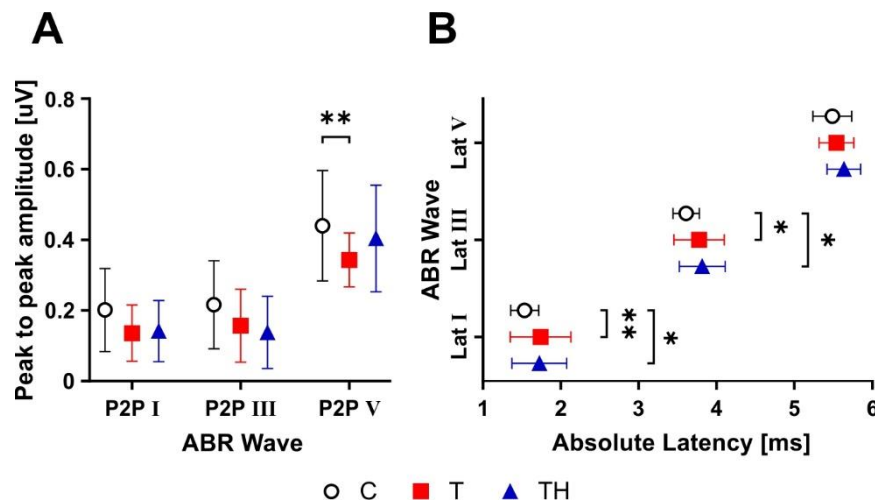 A
Peak to peak amplitude [uV]
0.8
0.6
0.4
0.2
0
**
P2P I P2P III P2P V
ABR Wave
B
ABR Wave
Lat V
Lat III
Lat I
*
*
**
*
1 2 3 4 5 6
Absolute Latency [ms]
C T TH